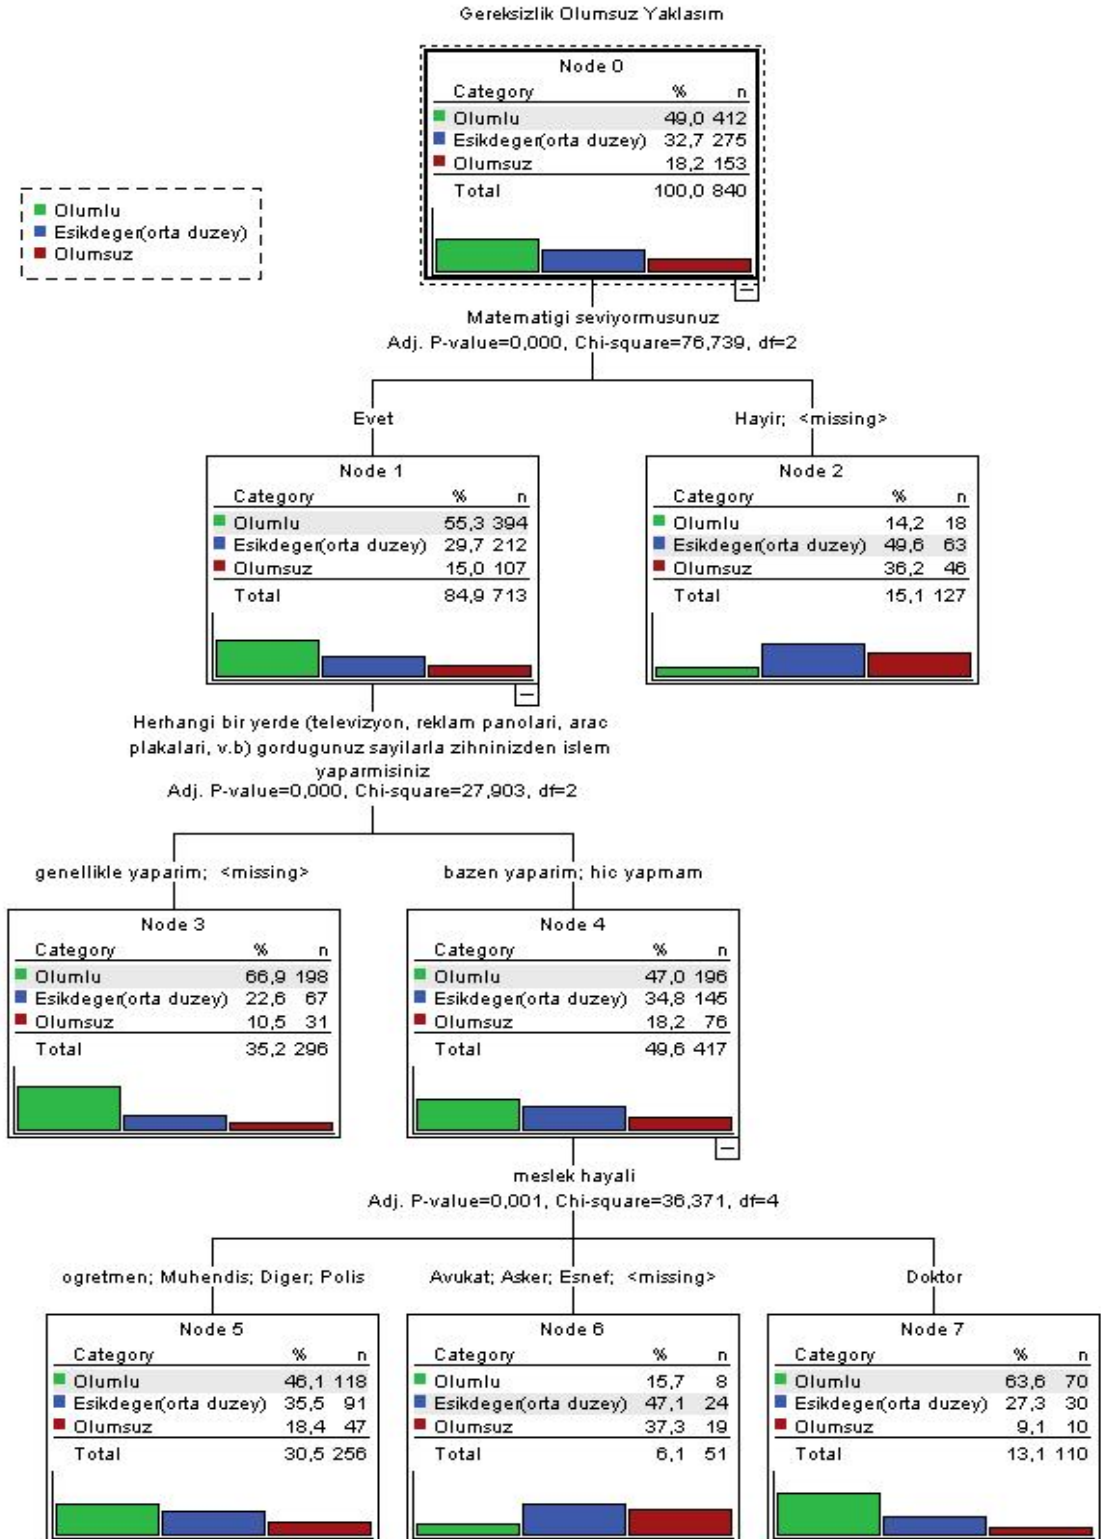 Gereksizlik Olumsuz Yaklasım
Node 0
Category % n
Olumlu 49,0 412
Esikdeger(orta duzey) 32,7 275
Olumsuz 18,2 153
Total 100,0 840
Olumlu
Esikdeger(orta duzey)
Olumsuz
Matematigi seviyormusunuz
Adj. P-value=0,000, Chi-square=76,739, df=2
Evet
Hayir; <missing>
Node 1
Category % n
Olumlu 55,3 394
Esikdeger(orta duzey) 29,7 212
Olumsuz 15,0 107
Total 84,9 713
Node 2
Category % n
Olumlu 14,2 18
Esikdeger(orta duzey) 49,6 63
Olumsuz 36,2 46
Total 15,1 127
Herhangi bir yerde (televizyon, reklam panolari, arac
plakalari, v.b) gordugunuz sayilarla zihninizden islem
yaparmisiniz
Adj. P-value=0,000, Chi-square=27,903, df=2
genellikle yaparim; <missing>
bazen yaparim; hic yapmam
Node 3
Category % n
Olumlu 66,9 198
Esikdeger(orta duzey) 22,6 67
Olumsuz 10,5 31
Total 35,2 296
Node 4
Category % n
Olumlu 47,0 196
Esikdeger(orta duzey) 34,8 145
Olumsuz 18,2 76
Total 49,6 417
meslek hayali
Adj. P-value=0,001, Chi-square=36,371, df=4
ogretmen; Muhendis; Diger; Polis
Avukat; Asker; Esnef; <missing>
Doktor
Node 5
Category % n
Olumlu 46,1 118
Esikdeger(orta duzey) 35,5 91
Olumsuz 18,4 47
Total 30,5 256
Node 6
Category % n
Olumlu 15,7 8
Esikdeger(orta duzey) 47,1 24
Olumsuz 37,3 19
Total 6,1 51
Node 7
Category % n
Olumlu 63,6 70
Esikdeger(orta duzey) 27,3 30
Olumsuz 9,1 10
Total 13,1 110